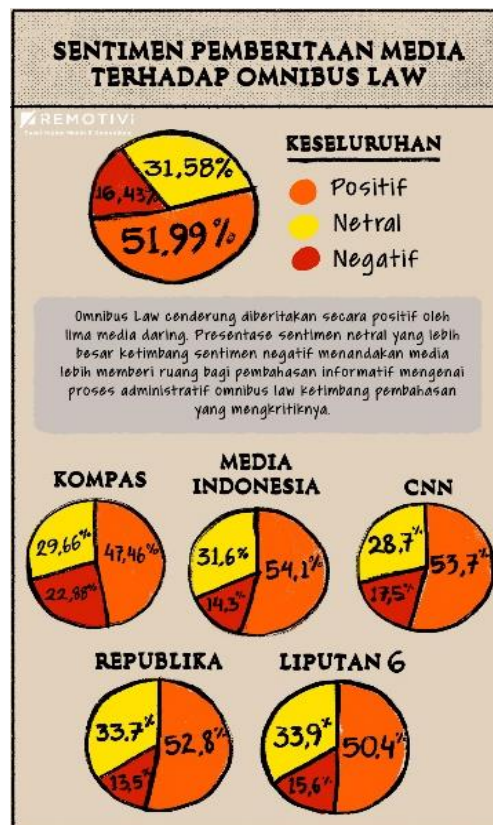 SENTIMEN PEMBERITAAN MEDIA
TERHADAP OMNIBUS LAW
REMOTIVI
KESELURUHAN
31,58%
16,43%
51,99%
Positif
Netral
Negatif
Omnibus Law cenderung diberitakan secara positif oleh
lima media daring. Presentase sentimen netral yang lebih
besar ketimbang sentimen negatif menandakan media
lebih memberi ruang bagi pembahasan informatif mengenai
proses administratif omnibus law ketimbang pembahasan
yang mengkritiknya.
KOMPAS
29,66%
47,46%
22,88%
MEDIA
INDONESIA
31,6%
54,1%
14,3%
CNN
28,7%
53,7%
17,5%
REPUBLIKA
33,7%
52,8%
13,5%
LIPUTAN 6
33,9%
50,4%
15,6%